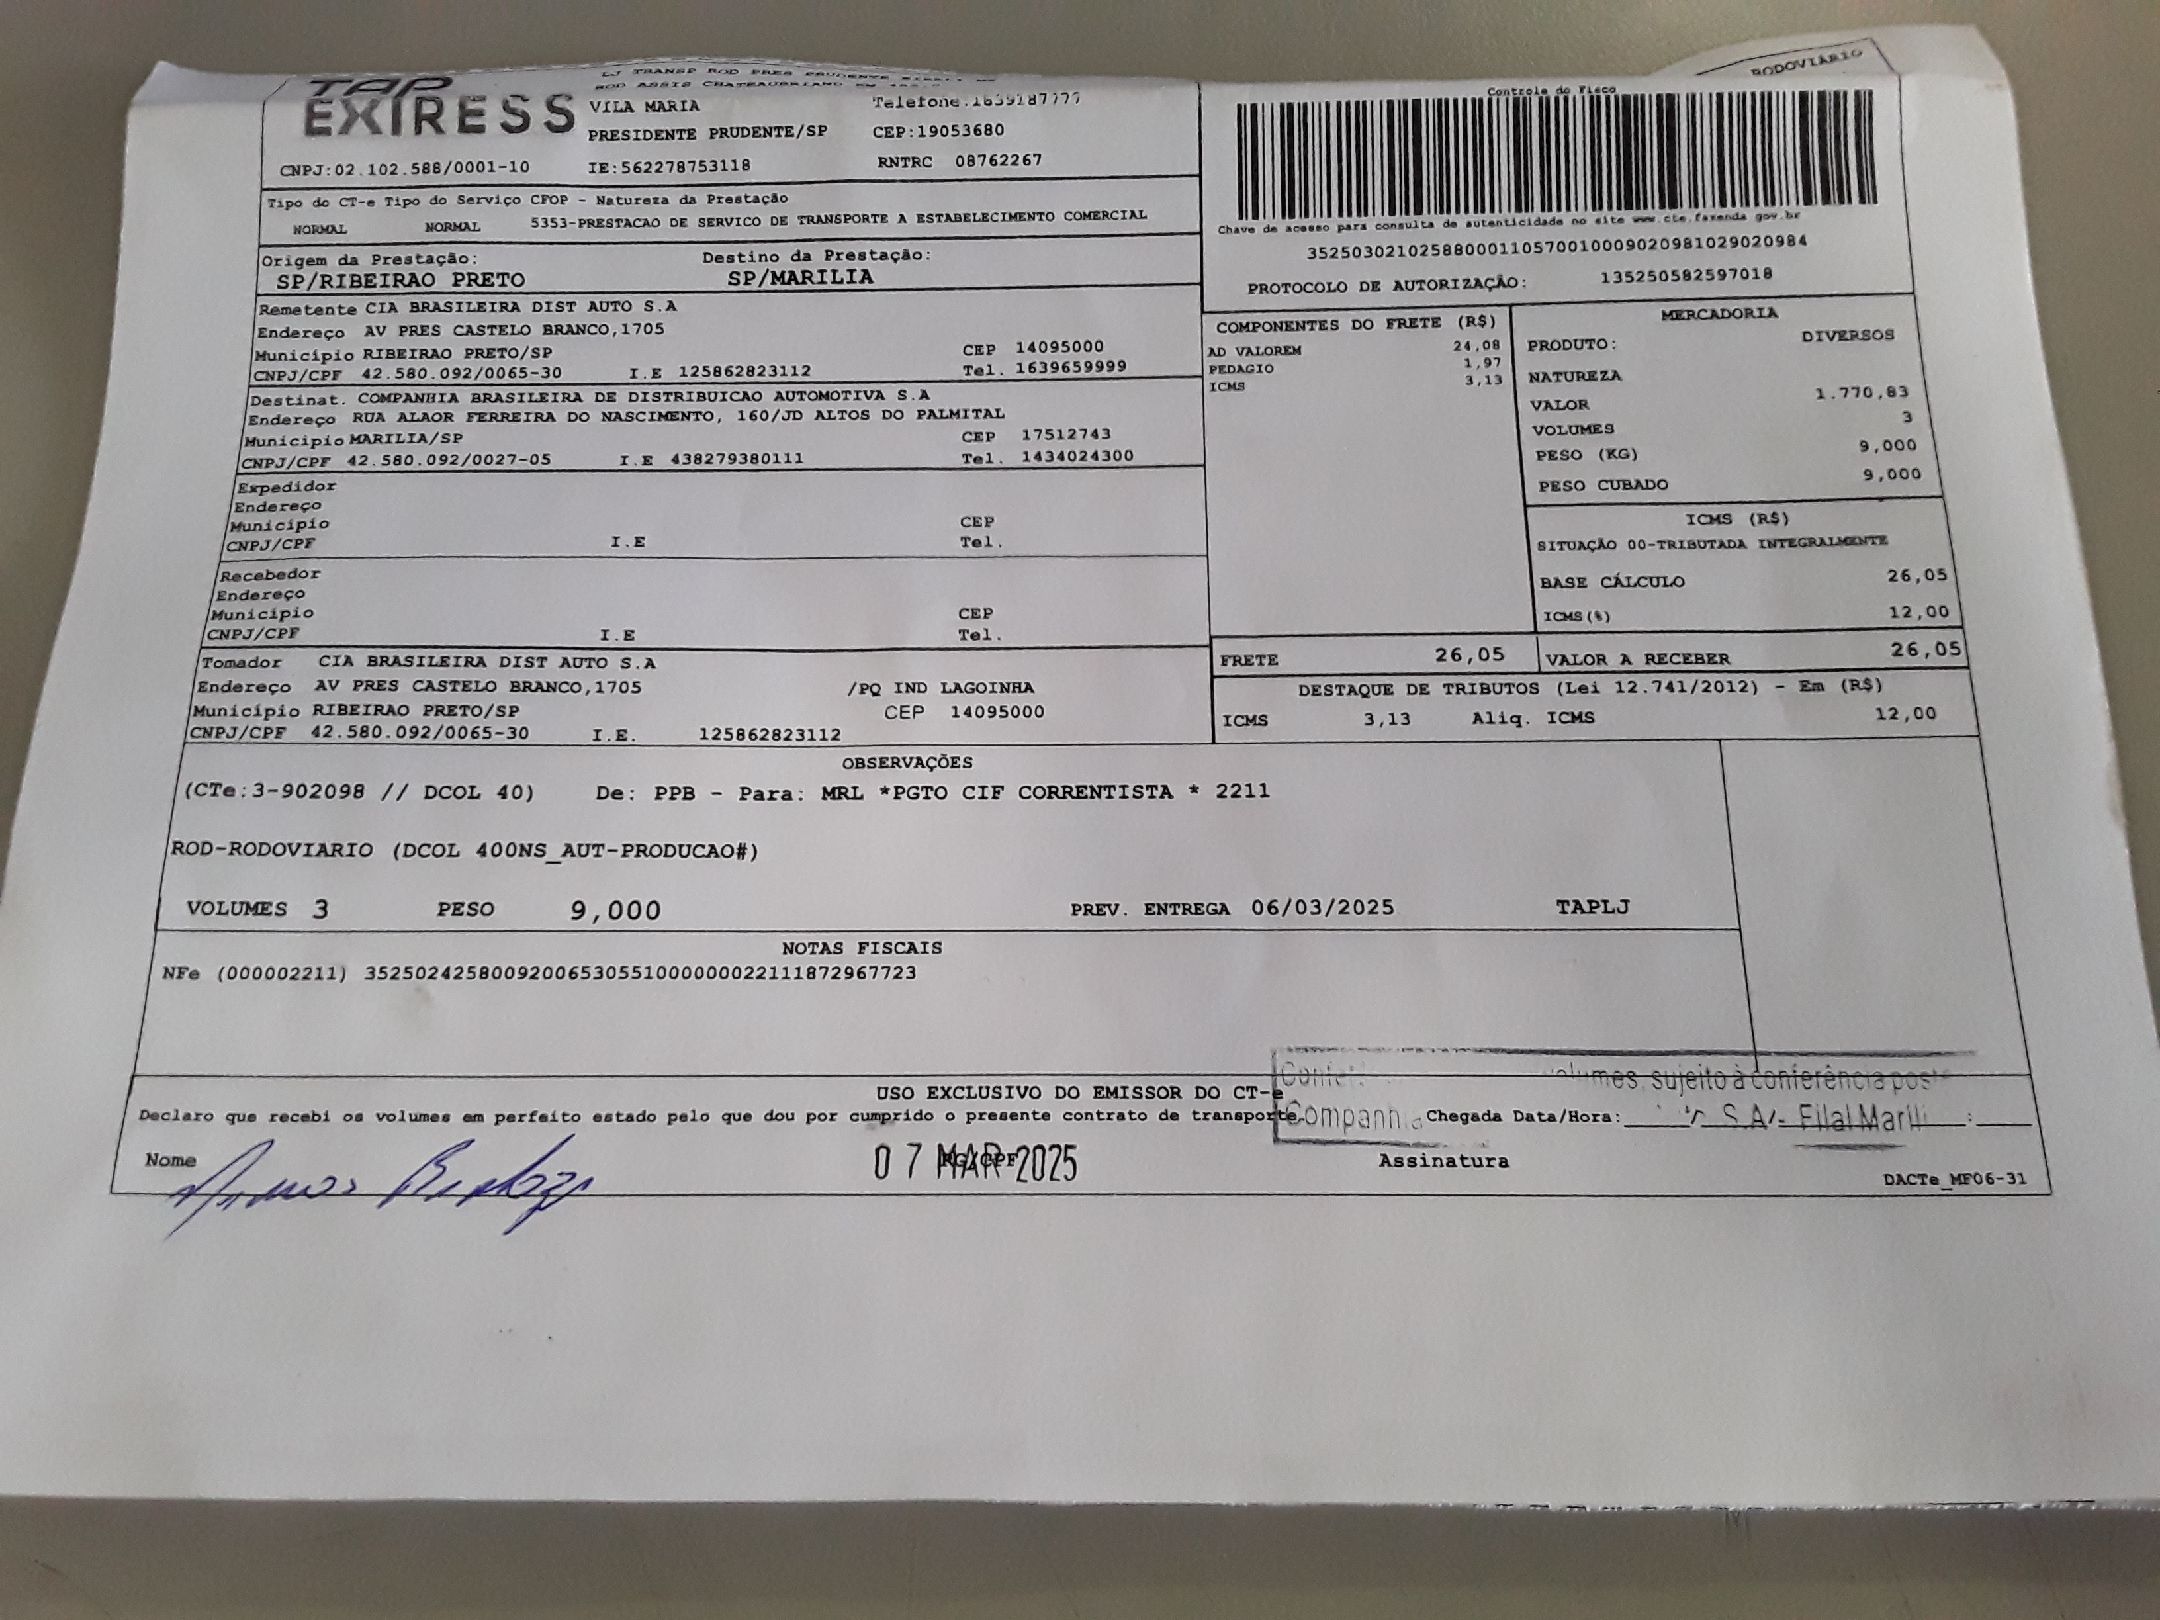 RODOVIÁRIO
TAP
EXPRESS
LJ TRANSP ROD PRES PRUDENTE
ROD ASSIS CHATEAUBRIAND
VILA MARIA Telefone:1639187777
PRESIDENTE PRUDENTE/SP CEP:19053680
CNPJ:02.102.588/0001-10 IE:562278753118 RNTRC 08762267
Controle do Fisco
Tipo do CT-e Tipo do Serviço CFOP - Natureza da Prestação
NORMAL NORMAL 5353-PRESTACAO DE SERVICO DE TRANSPORTE A ESTABELECIMENTO COMERCIAL
Chave de acesso para consulta de autenticidade no site www.cte.fazenda.gov.br
35250302102588000110570010009020981029020984
PROTOCOLO DE AUTORIZAÇÃO: 135250582597018
Origem da Prestação: Destino da Prestação:
SP/RIBEIRAO PRETO SP/MARILIA
Remetente CIA BRASILEIRA DIST AUTO S.A
Endereço AV PRES CASTELO BRANCO,1705
Município RIBEIRAO PRETO/SP CEP 14095000
CNPJ/CPF 42.580.092/0065-30 I.E 125862823112 Tel. 1639659999
Destinat. COMPANHIA BRASILEIRA DE DISTRIBUICAO AUTOMOTIVA S.A
Endereço RUA ALAOR FERREIRA DO NASCIMENTO, 160/JD ALTOS DO PALMITAL
Município MARILIA/SP CEP 17512743
CNPJ/CPF 42.580.092/0027-05 I.E 438279380111 Tel. 1434024300
Expedidor
Endereço
Município CEP
CNPJ/CPF I.E Tel.
Recebedor
Endereço
Município CEP
CNPJ/CPF I.E Tel.
Tomador CIA BRASILEIRA DIST AUTO S.A
Endereço AV PRES CASTELO BRANCO,1705 /PQ IND LAGOINHA
Município RIBEIRAO PRETO/SP CEP 14095000
CNPJ/CPF 42.580.092/0065-30 I.E. 125862823112
COMPONENTES DO FRETE (R$)
AD VALOREM 24,08
PEDAGIO 1,97
ICMS 3,13
MERCADORIA
PRODUTO: DIVERSOS
NATUREZA
VALOR 1.770,83
VOLUMES 3
PESO (KG) 9,000
PESO CUBADO 9,000
ICMS (R$)
SITUAÇÃO 00-TRIBUTADA INTEGRALMENTE
BASE CÁLCULO 26,05
ICMS(%) 12,00
FRETE 26,05 VALOR A RECEBER 26,05
DESTAQUE DE TRIBUTOS (Lei 12.741/2012) - Em (R$)
ICMS 3,13 Aliq. ICMS 12,00
OBSERVAÇÕES
(CTe:3-902098 // DCOL 40) De: PPB - Para: MRL *PGTO CIF CORRENTISTA * 2211
ROD-RODOVIARIO (DCOL 400NS_AUT-PRODUCAO#)
VOLUMES 3 PESO 9,000 PREV. ENTREGA 06/03/2025 TAPLJ
NOTAS FISCAIS
NFe (000002211) 35250242580092006530551000000022111872967723
volumes, sujeito à conferência
USO EXCLUSIVO DO EMISSOR DO CT-e
Declaro que recebi os volumes em perfeito estado pelo que dou por cumprido o presente contrato de transporte. Chegada Data/Hora:
S.A/- Filial
Nome RG/CPF Assinatura
07 MAR 2025
DACTe_MF06-31